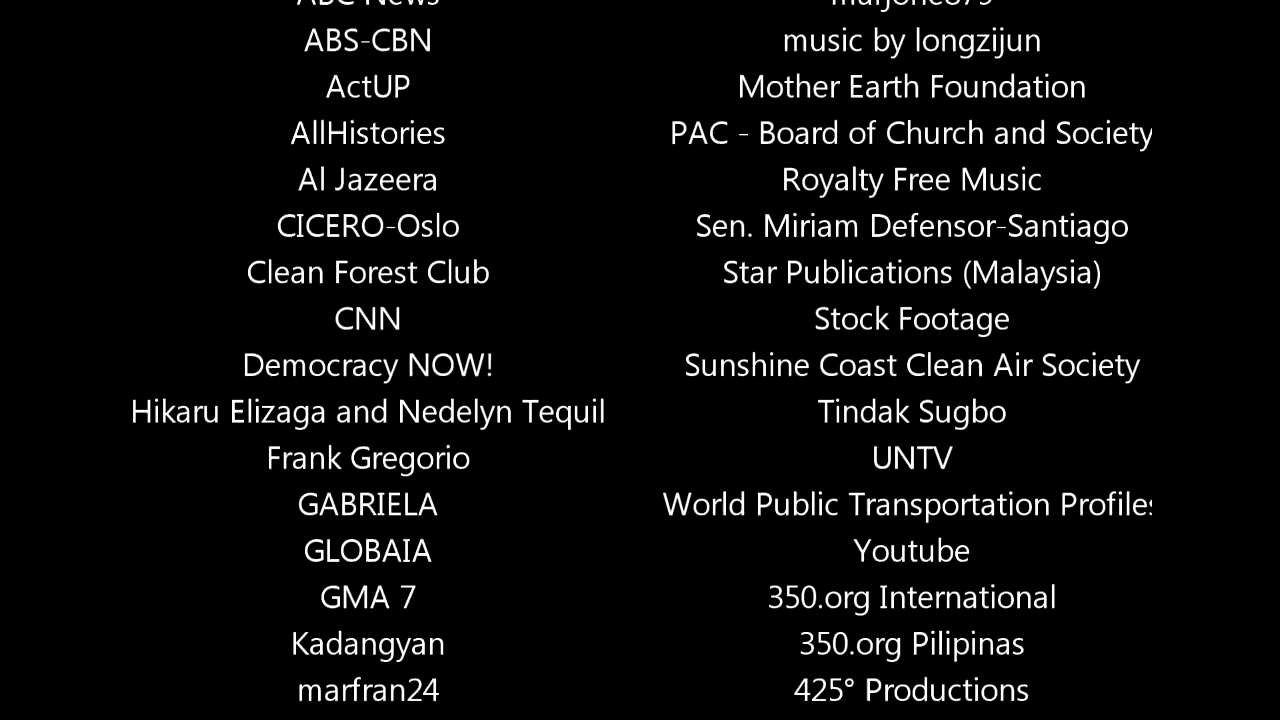 ABC News
ABS-CBN
ActUP
AllHistories
Al Jazeera
CICERO-Oslo
Clean Forest Club
CNN
Democracy NOW!
Hikaru Elizaga and Nedelyn Tequil
Frank Gregorio
GABRIELA
GLOBAIA
GMA 7
Kadangyan
marfran24
music by longzijun
Mother Earth Foundation
PAC - Board of Church and Society
Royalty Free Music
Sen. Miriam Defensor-Santiago
Star Publications (Malaysia)
Stock Footage
Sunshine Coast Clean Air Society
Tindak Sugbo
UNTV
World Public Transportation Profiles
Youtube
350.org International
350.org Pilipinas
425° Productions